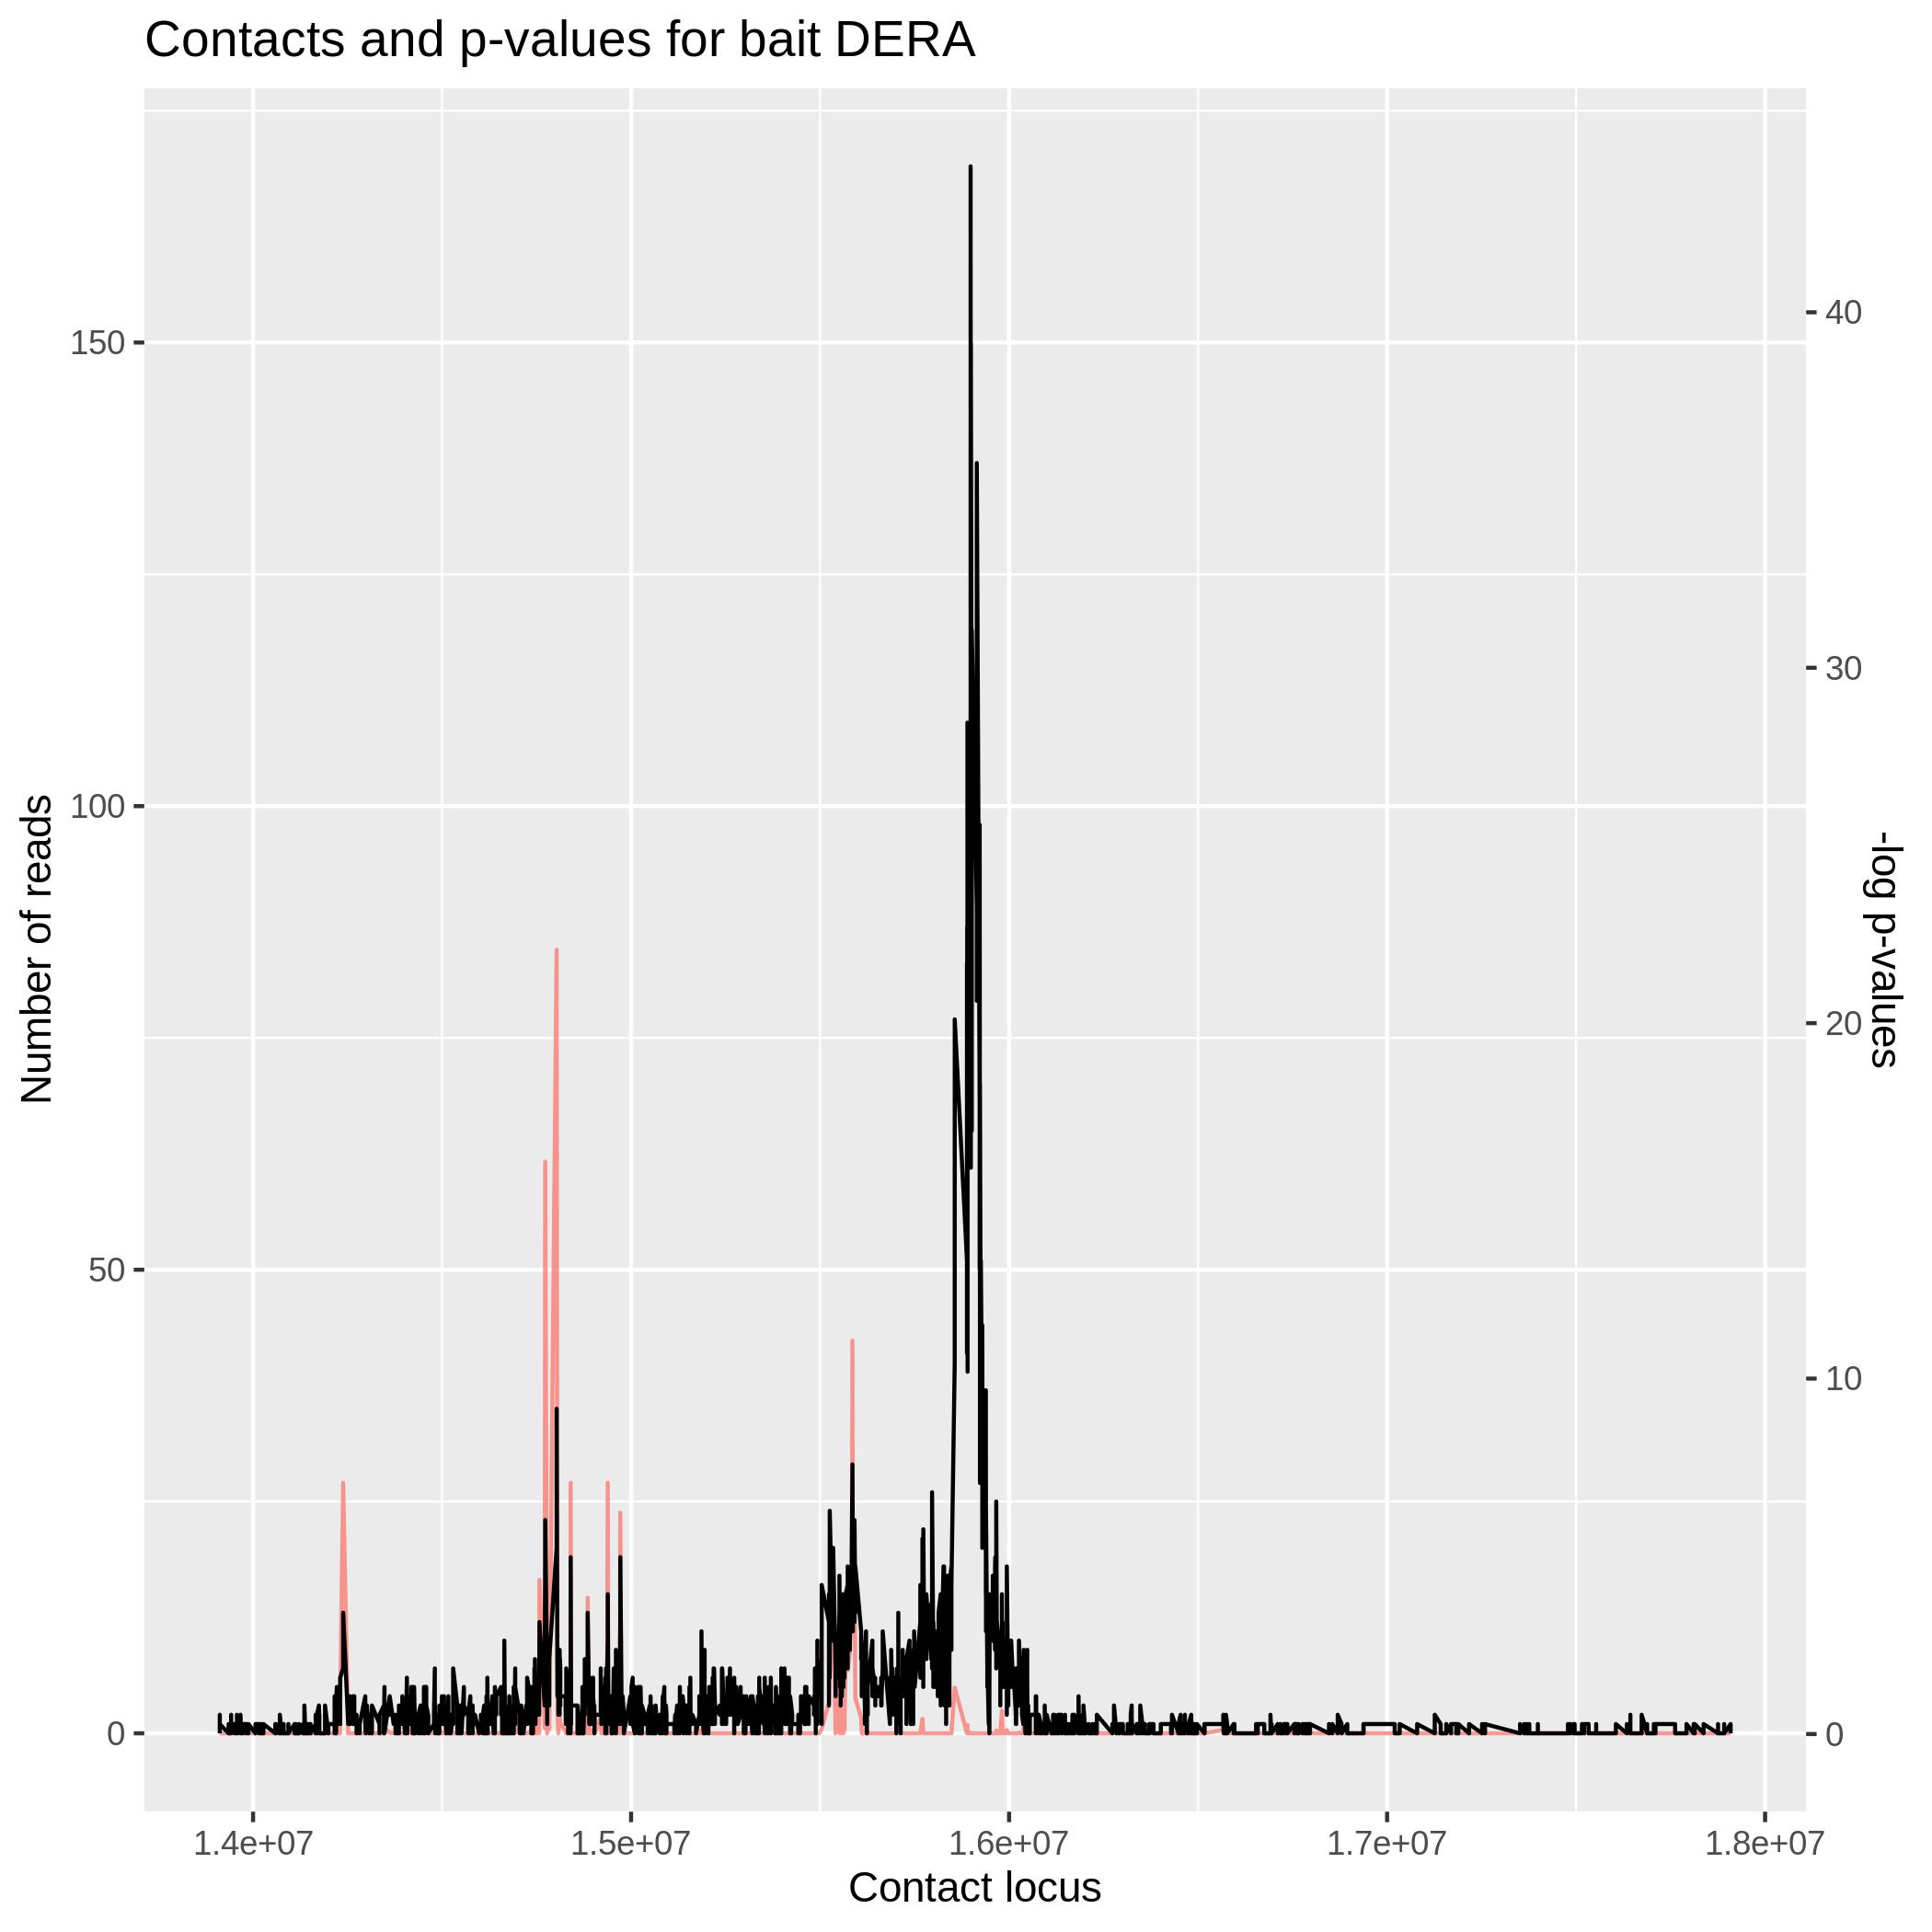 Contacts and p-values for bait DERA
Number of reads
150
100
50
0
40
30
20
10
0
-log p-values
1.4e+07 1.5e+07 1.6e+07 1.7e+07 1.8e+07
Contact locus